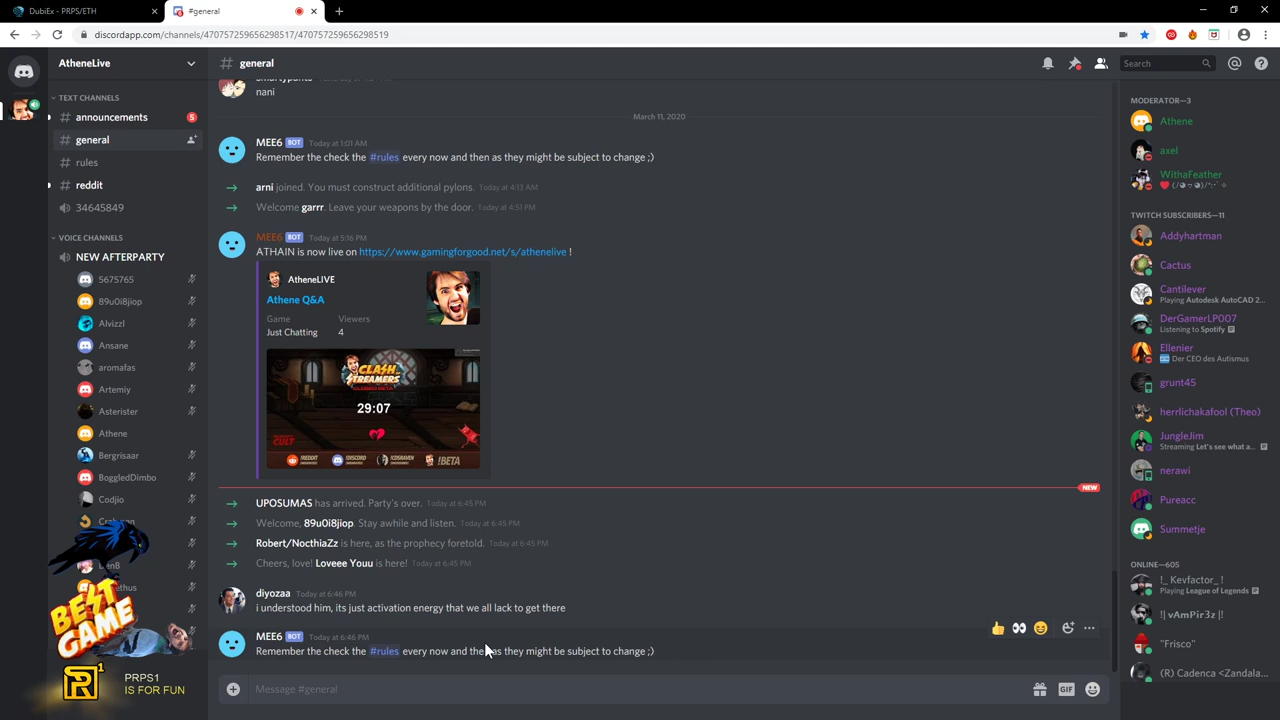 DubiEx - PRPS/ETH
#general
discordapp.com/channels/470757259656298517/470757259656298519
AtheneLive
general
Search
TEXT CHANNELS
announcements
5
general
rules
reddit
34645849
VOICE CHANNELS
NEW AFTERPARTY
5675765
89u0i8jiop
Alvizzl
Ansane
aromafas
Artemiy
Asterister
Athene
Bergrisaar
BoggledDimbo
Codjio
BEST
GAME
PRPS1
IS FOR FUN
nani
March 11, 2020
MEE6 BOT Today at 1:01 AM
Remember the check the #rules every now and then as they might be subject to change ;)
arni joined. You must construct additional pylons. Today at 4:13 AM
Welcome garrr. Leave your weapons by the door. Today at 4:51 PM
MEE6 BOT Today at 5:16 PM
ATHAIN is now live on https://www.gamingforgood.net/s/athenelive !
AtheneLIVE
Athene Q&A
Game Viewers
Just Chatting 4
CLASH
STREAMERS
29:07
CULT
!REDDIT !DISCORD !BETA
NEW
UPOSUMAS has arrived. Party's over. Today at 6:45 PM
Welcome, 89u0i8jiop. Stay awhile and listen. Today at 6:45 PM
Robert/NocthiaZz is here, as the prophecy foretold. Today at 6:45 PM
Cheers, love! Loveee Youu is here! Today at 6:45 PM
diyozaa Today at 6:46 PM
i understood him, its just activation energy that we all lack to get there
MEE6 BOT Today at 6:46 PM
Remember the check the #rules every now and then as they might be subject to change ;)
Message #general
GIF
MODERATOR—3
Athene
axel
WithaFeather
TWITCH SUBSCRIBERS—11
Addyhartman
Cactus
Cantilever
Playing Autodesk AutoCAD 2...
DerGamerLP007
Listening to Spotify
Ellenier
Der CEO des Autismus
grunt45
herrlichakafool (Theo)
JungleJim
Streaming Let's see what a...
nerawi
Pureacc
Summetje
ONLINE—605
!_ Kevfactor_ !
Playing League of Legends
!| vAmPir3z |!
"Frisco"
(R) Cadenca <Zandala...